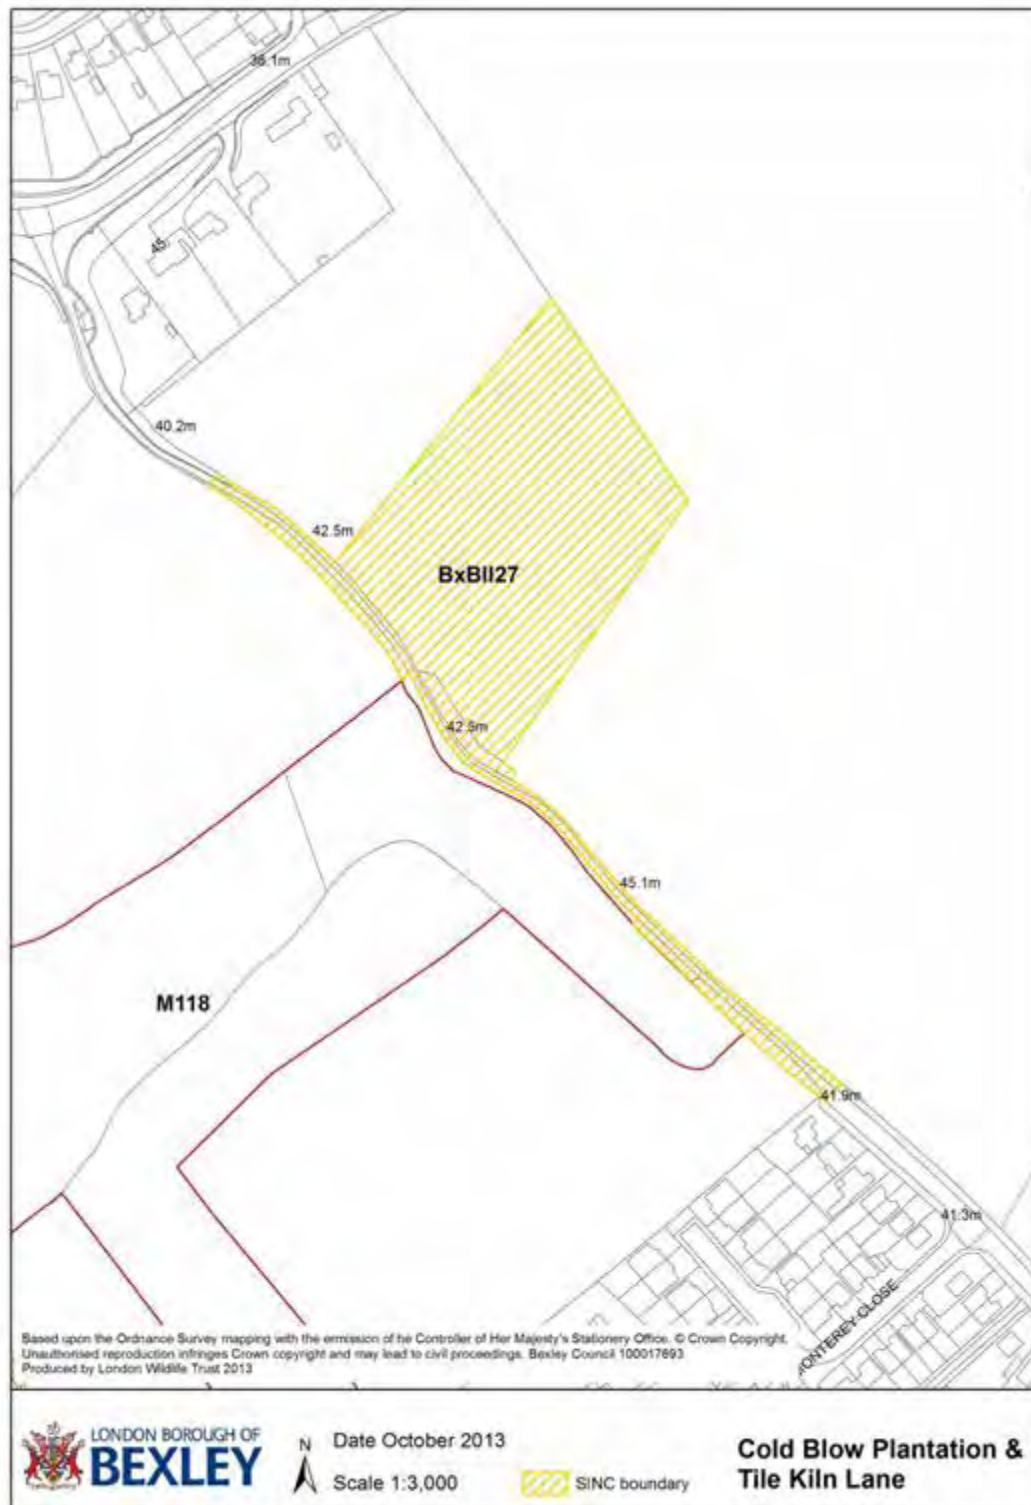 38.1m
45
40.2m
42.5m
BxBII27
42.5m
45.1m
M118
41.9m
41.3m
MONTEREY CLOSE
Based upon the Ordnance Survey mapping with the ermission of he Controller of Her Majesty's Stationery Office. © Crown Copyright.
Unauthorised reproduction infringes Crown copyright and may lead to civil proceedings. Bexley Council 100017693
Produced by London Wildlife Trust 2013
LONDON BOROUGH OF
BEXLEY
N
Date October 2013
Scale 1:3,000
SINC boundary
Cold Blow Plantation &
Tile Kiln Lane